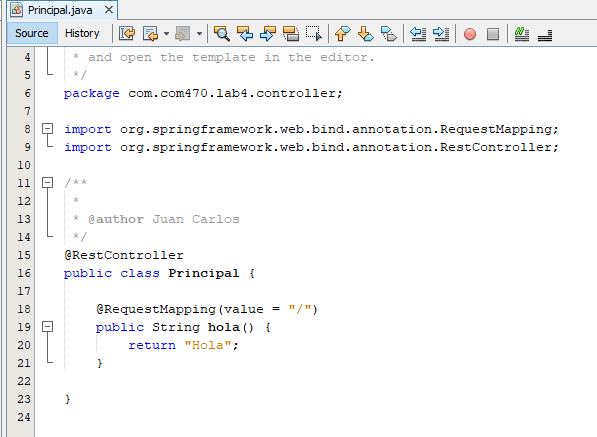 Principal.java
Source History
4 * and open the template in the editor.
5 */
6 package com.com470.lab4.controller;
7
8 import org.springframework.web.bind.annotation.RequestMapping;
9 import org.springframework.web.bind.annotation.RestController;
10
11 /**
12 *
13 * @author Juan Carlos
14 */
15 @RestController
16 public class Principal {
17
18 @RequestMapping(value = "/")
19 public String hola() {
20 return "Hola";
21 }
22
23 }
24